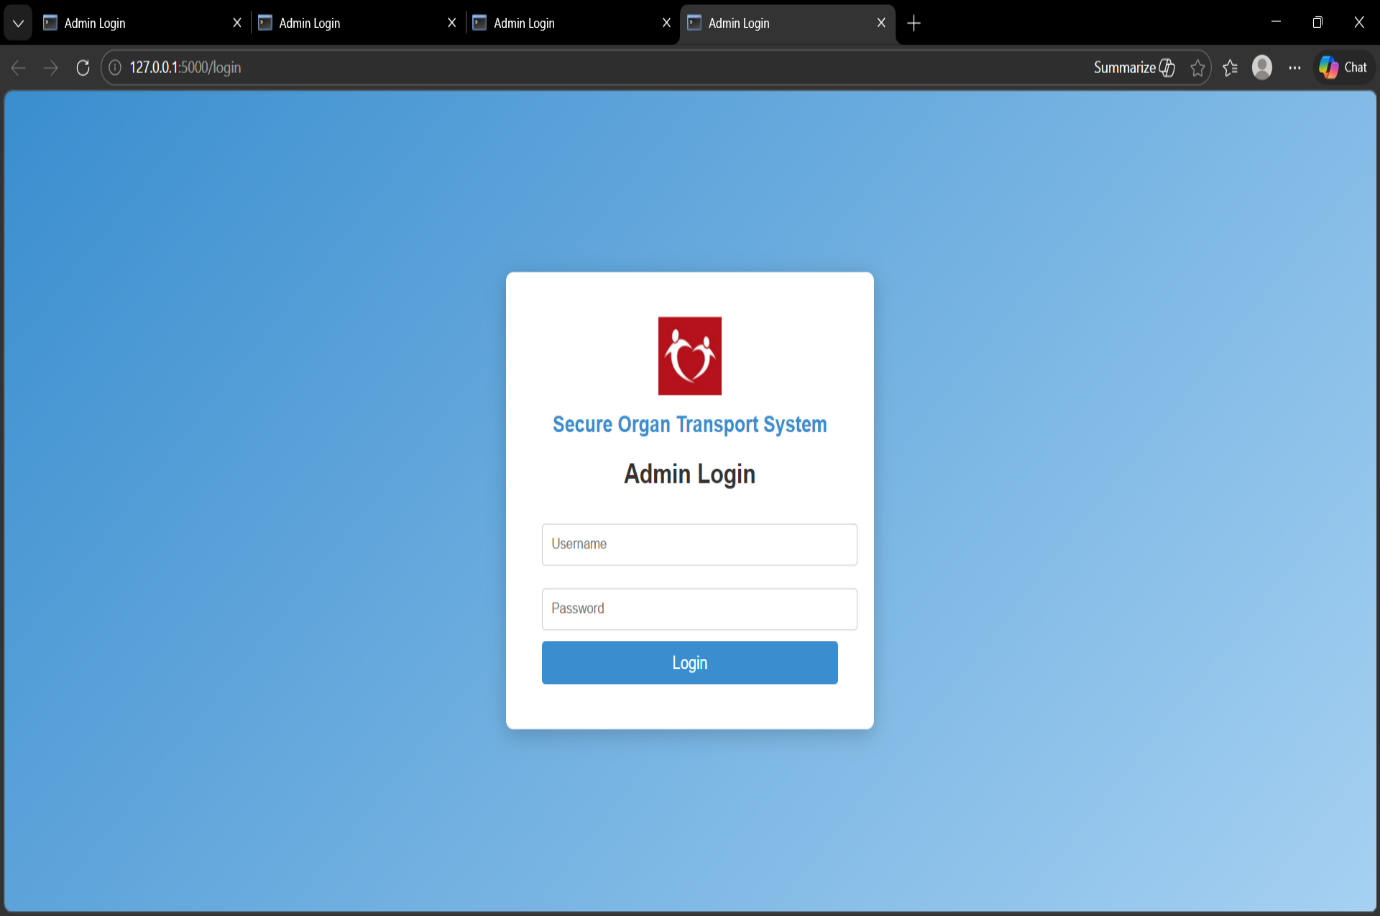 Admin Login
Admin Login
Admin Login
Admin Login
127.0.0.1:5000/login
Summarize
Chat
Secure Organ Transport System
Admin Login
Username
Password
Login